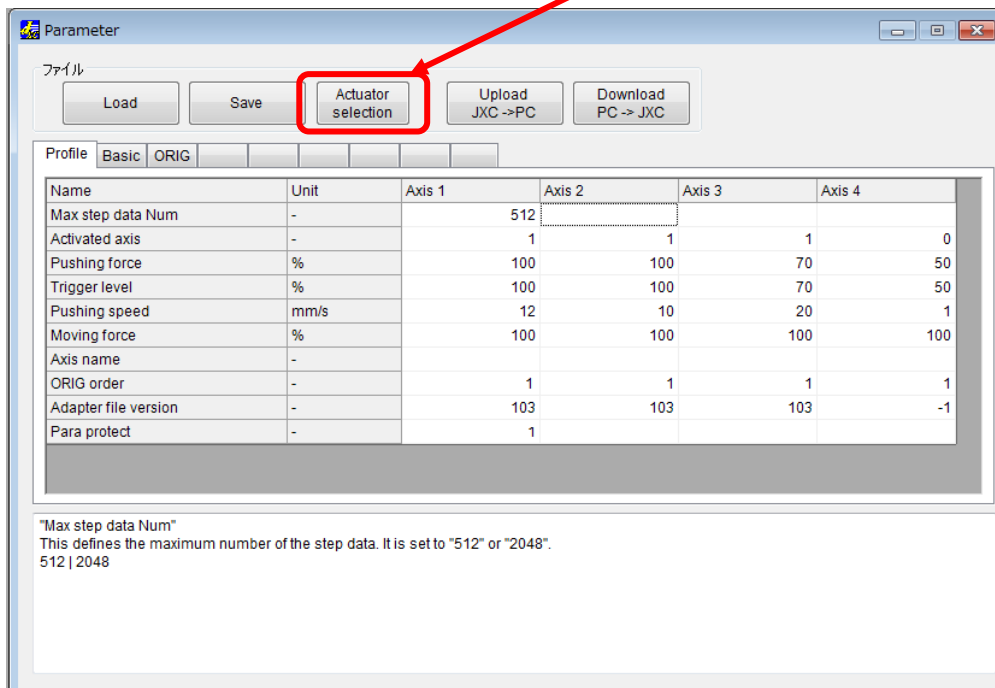 Parameter
ファイル
Load Save Actuator selection Upload JXC ->PC Download PC -> JXC
Profile Basic ORIG
Name Unit Axis 1 Axis 2 Axis 3 Axis 4
Max step data Num - 512
Activated axis - 1 1 1 0
Pushing force % 100 100 70 50
Trigger level % 100 100 70 50
Pushing speed mm/s 12 10 20 1
Moving force % 100 100 100 100
Axis name -
ORIG order - 1 1 1 1
Adapter file version - 103 103 103 -1
Para protect - 1
"Max step data Num"
This defines the maximum number of the step data. It is set to "512" or "2048".
512 | 2048